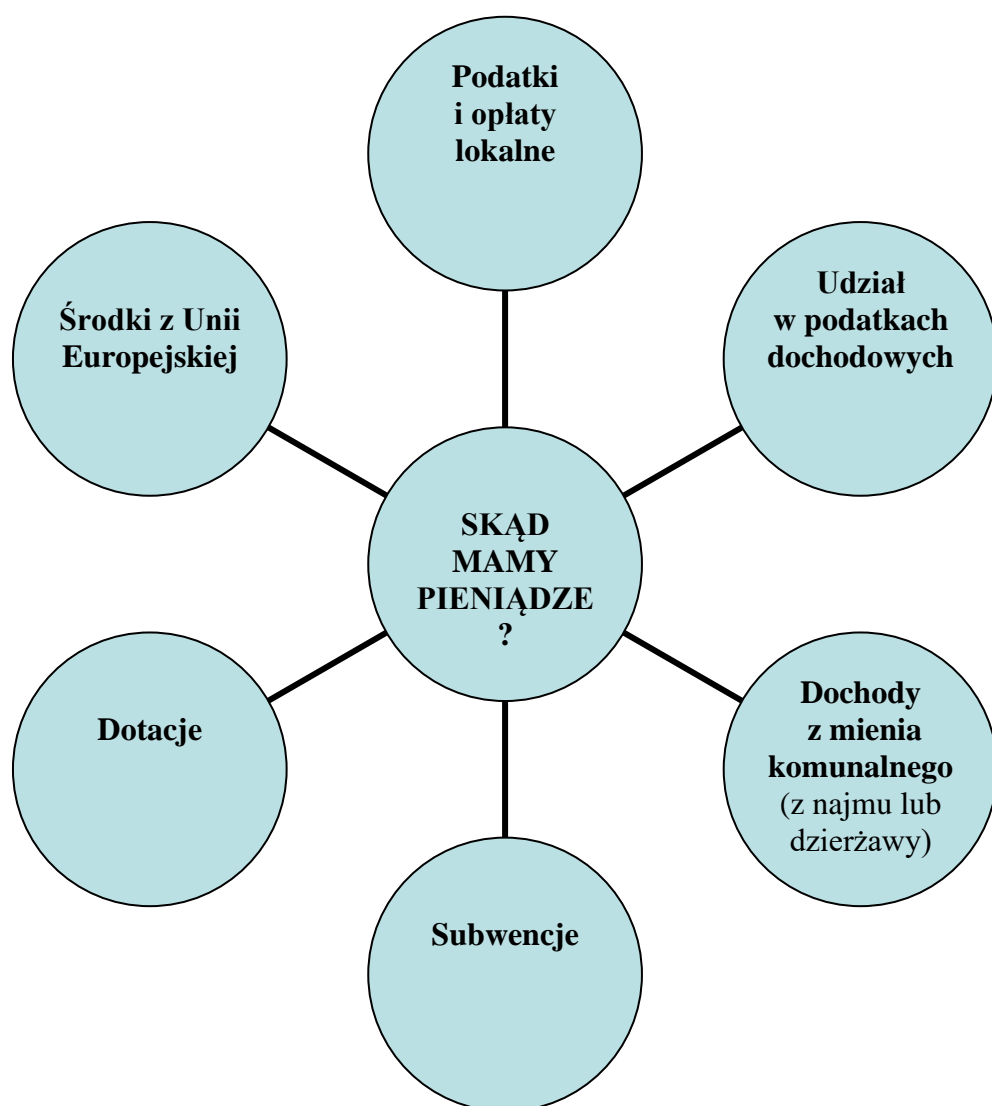 Podatki
i opłaty
lokalne
Udział
w podatkach
dochodowych
Środki z Unii
Europejskiej
SKĄD
MAMY
PIENIĄDZE
?
Dochody
z mienia
komunalnego
(z najmu lub
dzierżawy)
Dotacje
Subwencje